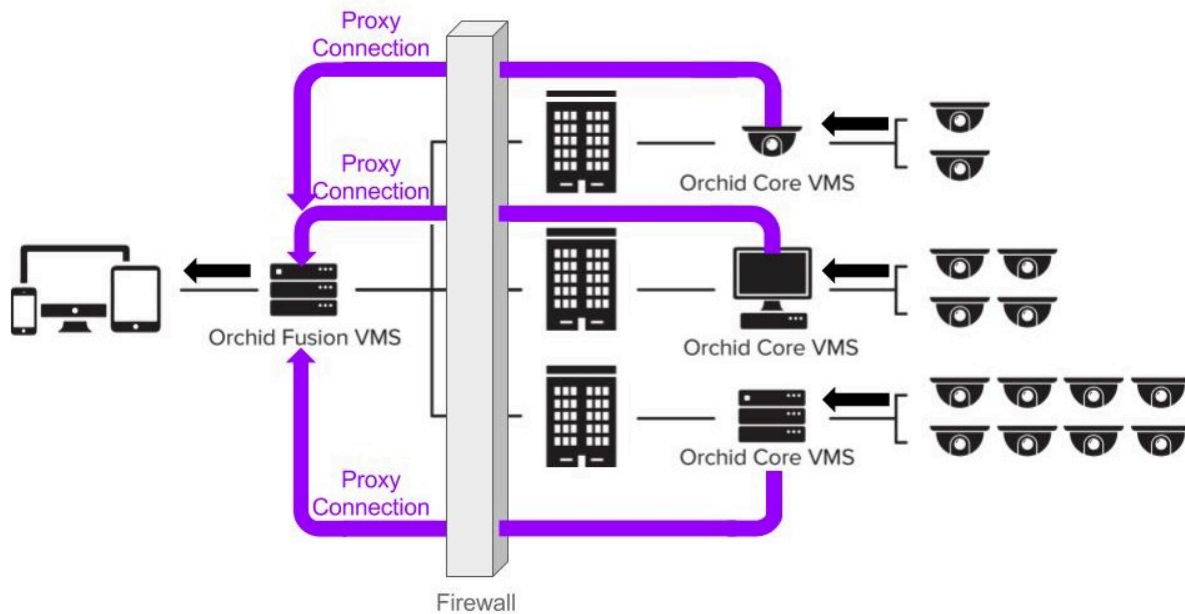 Proxy
Connection
Proxy
Connection
Orchid Core VMS
Orchid Fusion VMS
Orchid Core VMS
Orchid Core VMS
Proxy
Connection
Firewall